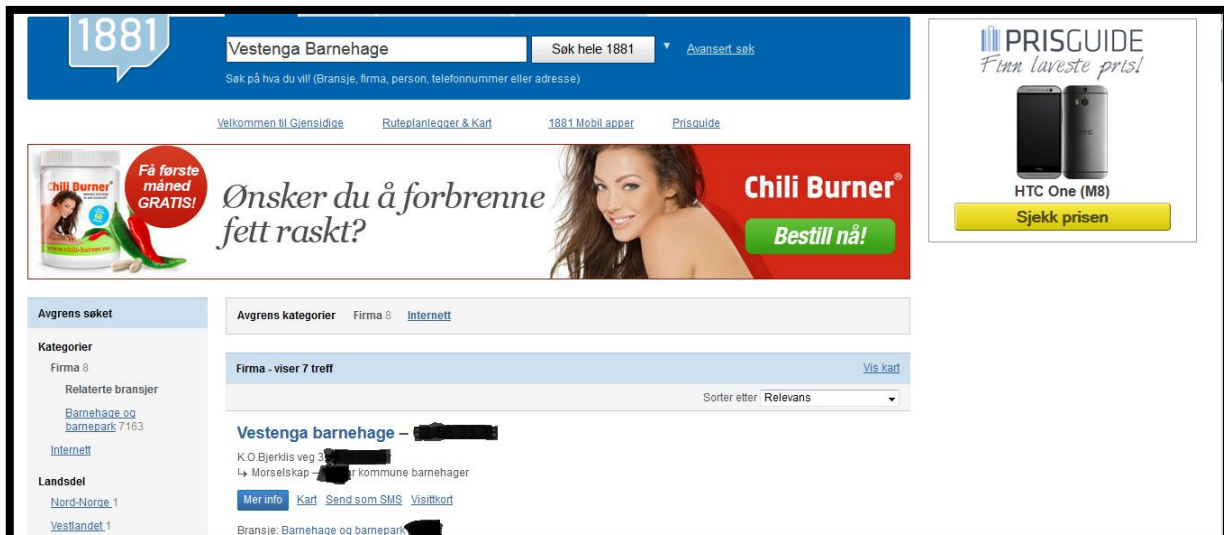 1881
Vestenga Barnehage
Søk hele 1881
Avansert søk
Søk på hva du vil! (Bransje, firma, person, telefonnummer eller adresse)
PRISGUIDE
Finn laveste pris!
HTC One (M8)
Sjekk prisen
Velkommen til Gjensidige Ruteplanlegger & Kart 1881 Mobil apper Prisguide
Få første
måned
GRATIS!
Chili Burner
www.chili-burner.no
Ønsker du å forbrenne
fett raskt?
Chili Burner®
Bestill nå!
Avgrens søket
Kategorier
Firma 8
Relaterte bransjer
Barnehage og
barnepark 7163
Internett
Landsdel
Nord-Norge 1
Vestlandet 1
Avgrens kategorier Firma 8 Internett
Firma - viser 7 treff Vis kart
Sorter etter Relevans
Vestenga barnehage –
K.O.Bjerklis veg 3
↳ Morselskap – r kommune barnehager
Mer info Kart Send som SMS Visittkort
Bransje: Barnehage og barnepark